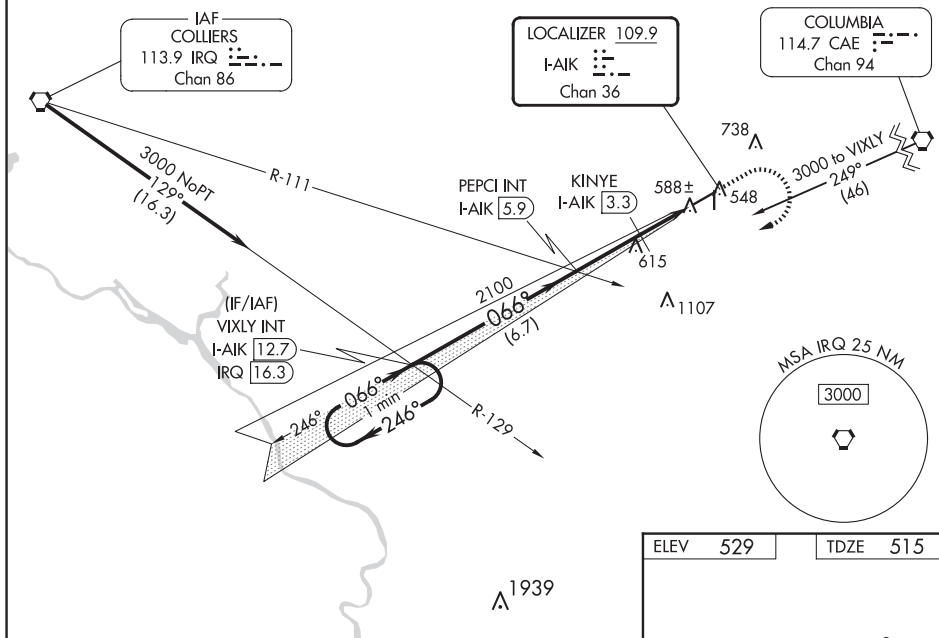 IAF
COLLIERS
113.9 IRQ
Chan 86
LOCALIZER 109.9
I-AIK
Chan 36
COLUMBIA
114.7 CAE
Chan 94
738
3000 to VIXLY
249°
(46)
3000 NoPT
129°
(16.3)
R-111
PEPCI INT
I-AIK 5.9
KINYE
I-AIK 3.3
588±
548
615
1107
2100
066°
(6.7)
(IF/IAF)
VIXLY INT
I-AIK 12.7
IRQ 16.3
246°
066°
1 min
246°
R-129
MSA IRQ 25 NM
3000
1939
ELEV 529
TDZE 515